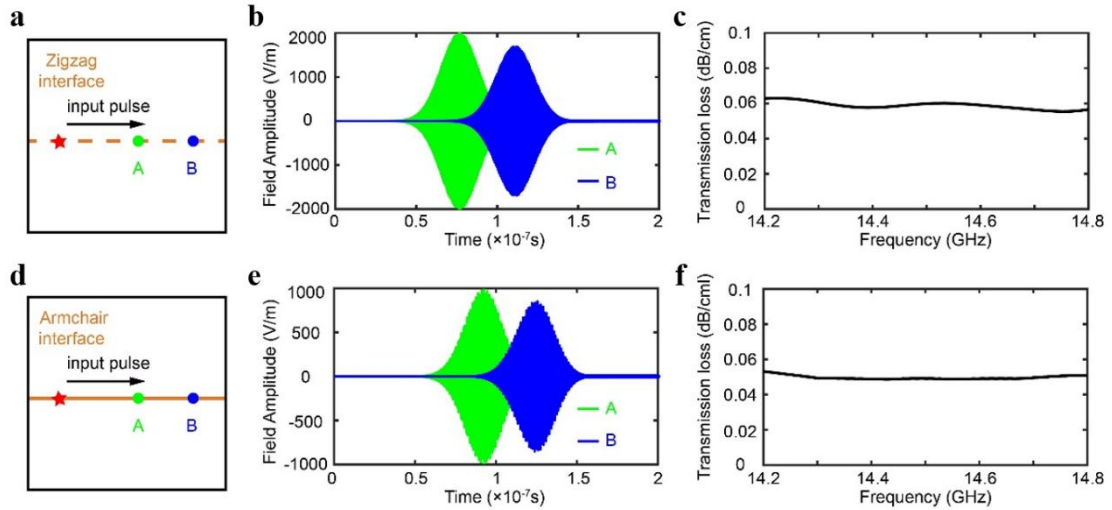 a
Zigzag
interface
input pulse
A
B
b
Field Amplitude (V/m)
2000
1000
0
-1000
-2000
A
B
0
0.5
1
1.5
2
Time (×10⁻⁷s)
c
Transmission loss (dB/cm)
0.1
0.08
0.06
0.04
0.02
0
14.2
14.4
14.6
14.8
Frequency (GHz)
d
Armchair
interface
input pulse
A
B
e
Field Amplitude (V/m)
1000
500
0
-500
-1000
A
B
0
0.5
1
1.5
2
Time (×10⁻⁷s)
f
Transmission loss (dB/cml)
0.1
0.08
0.06
0.04
0.02
0
14.2
14.4
14.6
14.8
Frequency (GHz)